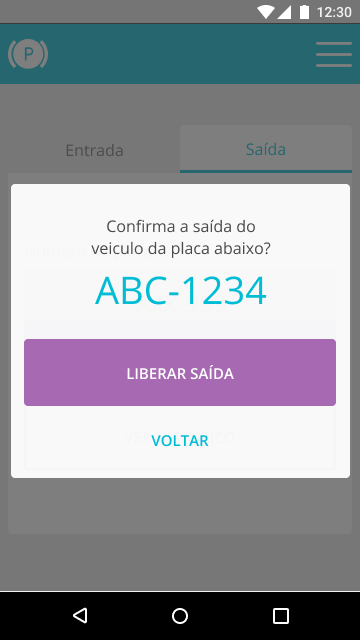 12:30
P
Entrada
Saída
Confirma a saída do
veiculo da placa abaixo?
ABC-1234
LIBERAR SAÍDA
VOLTAR